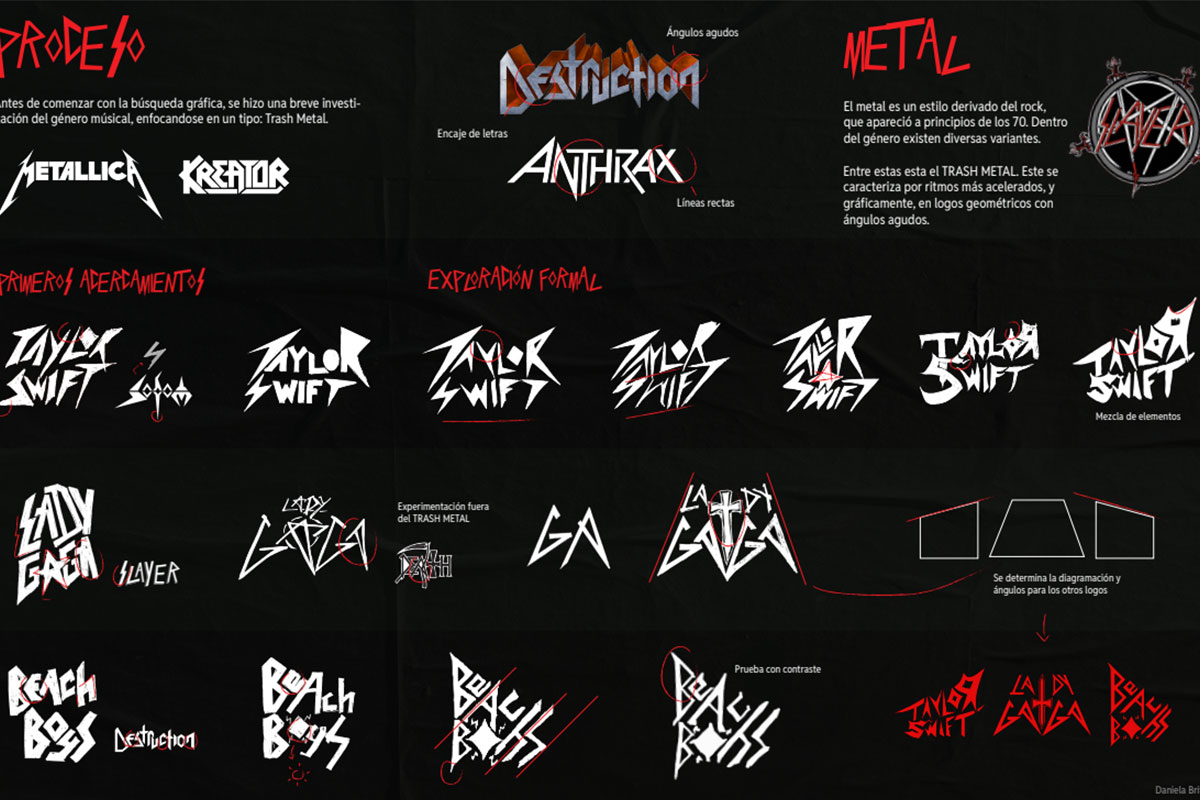 PROCESO
Antes de comenzar con la búsqueda gráfica, se hizo una breve investi-
gación del género músical, enfocandose en un tipo: Trash Metal.
METALLICA
KREATOR
Ángulos agudos
DESTRUCTION
Encaje de letras
ANTHRAX
Líneas rectas
METAL
El metal es un estilo derivado del rock,
que apareció a principios de los 70. Dentro
del género existen diversas variantes.
Entre estas esta el TRASH METAL. Este se
caracteriza por ritmos más acelerados, y
gráficamente, en logos geométricos con
ángulos agudos.
SLAYER
PRIMEROS ACERCAMIENTOS
EXPLORACIÓN FORMAL
TAYLOR
SWIFT
S
SODOM
TAYLOR
SWIFT
TAYLOR
SWIFT
TAYLOR
SWIFT
TAYLOR
SWIFT
TAYLOR
SWIFT
TAYLOR
SWIFT
Mezcla de elementos
LADY
GAGA
SLAYER
LADY
GAGA
Experimentación fuera
del TRASH METAL
DEATH
GA
LADY
GAGA
Se determina la diagramación y
ángulos para los otros logos
BEACH
BOYS
DESTRUCTION
BEACH
BOYS
BEACH
BOYS
BEACH
BOYS
Prueba con contraste
TAYLOR
SWIFT
LADY
GAGA
BEACH
BOYS
Daniela Bri